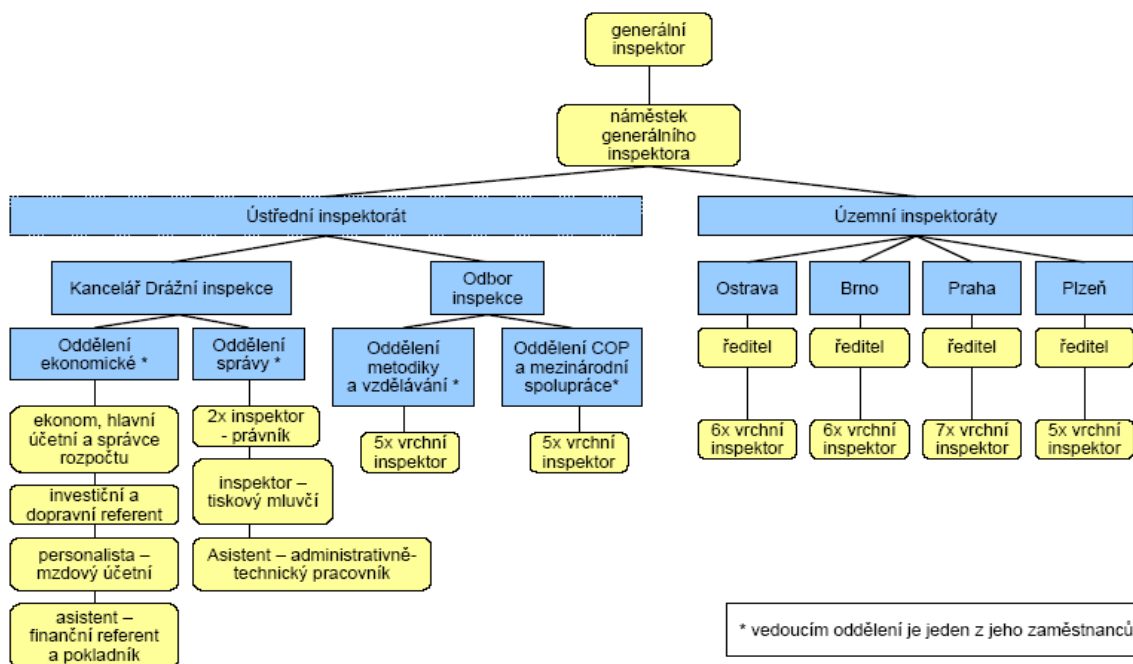 generální
inspektor
náměstek
generálního
inspektora
Ústřední inspektorát
Územní inspektoráty
Kancelář Drážní inspekce
Odbor
inspekce
Ostrava
Brno
Praha
Plzeň
Oddělení
ekonomické *
Oddělení
správy *
Oddělení
metodiky
a vzdělávání *
Oddělení COP
a mezinárodní
spolupráce*
ředitel
ředitel
ředitel
ředitel
ekonom, hlavní
účetní a správce
rozpočtu
2x inspektor
- právník
5x vrchní
inspektor
5x vrchní
inspektor
6x vrchní
inspektor
6x vrchní
inspektor
7x vrchní
inspektor
5x vrchní
inspektor
investiční a
dopravní referent
inspektor –
tiskový mluvčí
personalista –
mzdový účetní
Asistent – administrativně-
technický pracovník
asistent –
finanční referent
a pokladník
* vedoucím oddělení je jeden z jeho zaměstnanců